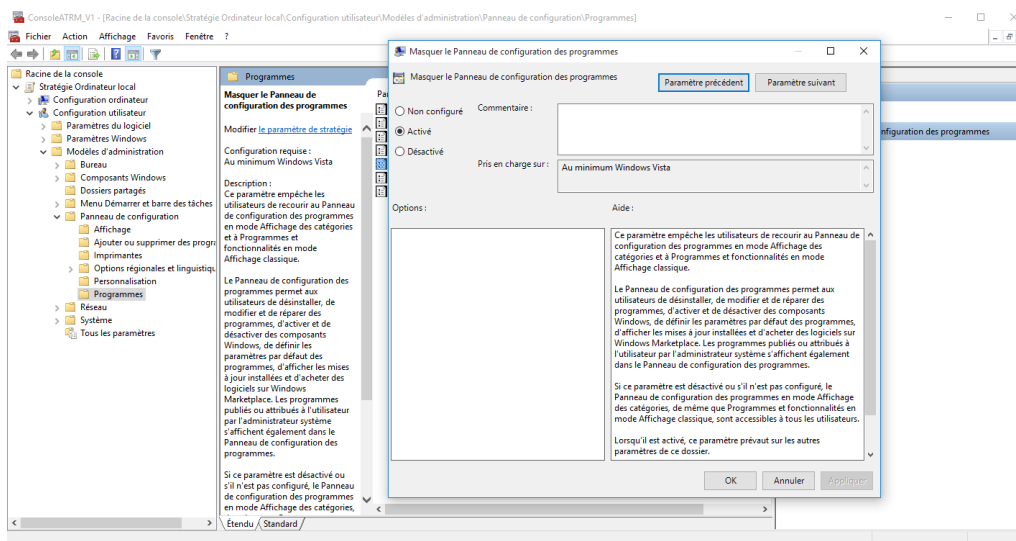 ConsoleATRM_V1 - [Racine de la console\Stratégie Ordinateur local\Configuration utilisateur\Modèles d'administration\Panneau de configuration\Programmes]
Fichier Action Affichage Favoris Fenêtre ?
Racine de la console
Stratégie Ordinateur local
Configuration ordinateur
Configuration utilisateur
Paramètres du logiciel
Paramètres Windows
Modèles d'administration
Bureau
Composants Windows
Dossiers partagés
Menu Démarrer et barre des tâches
Panneau de configuration
Affichage
Ajouter ou supprimer des progra
Imprimantes
Options régionales et linguistiqu
Personnalisation
Programmes
Réseau
Système
Tous les paramètres
Programmes
Masquer le Panneau de
configuration des programmes
Modifier le paramètre de stratégie
Configuration requise :
Au minimum Windows Vista
Description :
Ce paramètre empêche les
utilisateurs de recourir au Panneau
de configuration des programmes
en mode Affichage des catégories
et à Programmes et
fonctionnalités en mode
Affichage classique.
Le Panneau de configuration des
programmes permet aux
utilisateurs de désinstaller, de
modifier et de réparer des
programmes, d'activer et de
désactiver des composants
Windows, de définir les
paramètres par défaut des
programmes, d'afficher les mises
à jour installées et d'acheter des
logiciels sur Windows
Marketplace. Les programmes
publiés ou attribués à l'utilisateur
par l'administrateur système
s'affichent également dans le
Panneau de configuration des
programmes.
Si ce paramètre est désactivé ou
s'il n'est pas configuré, le Panneau
de configuration des programmes
en mode Affichage des catégories,
Étendu Standard
Pa
Masquer le Panneau de configuration des programmes
Masquer le Panneau de configuration des programmes
Paramètre précédent
Paramètre suivant
Non configuré
Activé
Désactivé
Commentaire :
Pris en charge sur :
Au minimum Windows Vista
Options :
Aide :
Ce paramètre empêche les utilisateurs de recourir au Panneau de
configuration des programmes en mode Affichage des
catégories et à Programmes et fonctionnalités en mode
Affichage classique.
Le Panneau de configuration des programmes permet aux
utilisateurs de désinstaller, de modifier et de réparer des
programmes, d'activer et de désactiver des composants
Windows, de définir les paramètres par défaut des programmes,
d'afficher les mises à jour installées et d'acheter des logiciels sur
Windows Marketplace. Les programmes publiés ou attribués à
l'utilisateur par l'administrateur système s'affichent également
dans le Panneau de configuration des programmes.
Si ce paramètre est désactivé ou s'il n'est pas configuré, le
Panneau de configuration des programmes en mode Affichage
des catégories, de même que Programmes et fonctionnalités en
mode Affichage classique, sont accessibles à tous les utilisateurs.
Lorsqu'il est activé, ce paramètre prévaut sur les autres
paramètres de ce dossier.
OK
Annuler
Appliquer
nfiguration des programmes